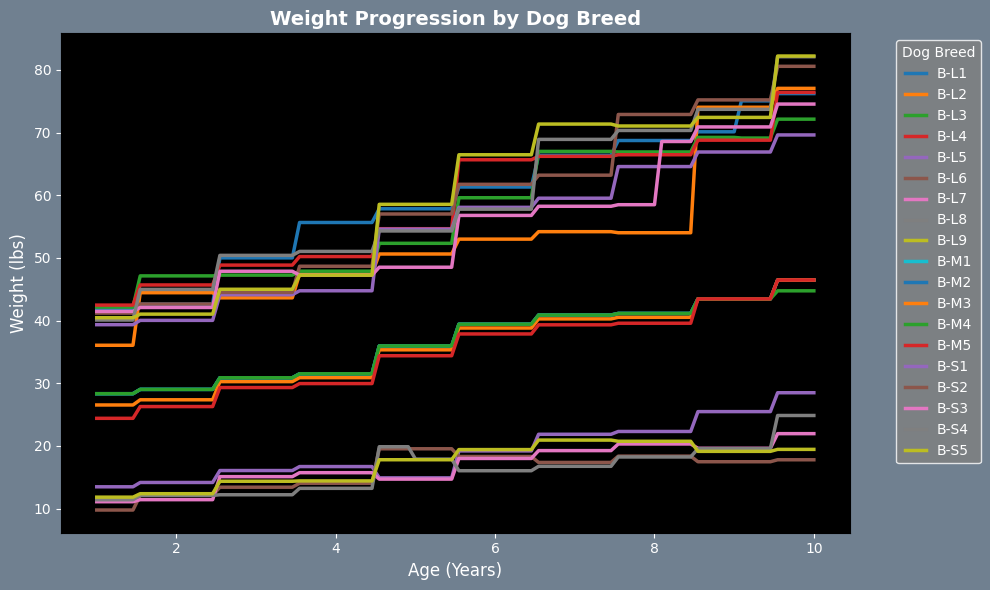 Weight Progression by Dog Breed
Weight (lbs)
80
70
60
50
40
30
20
10
2
4
6
8
10
Age (Years)
Dog Breed
B-L1
B-L2
B-L3
B-L4
B-L5
B-L6
B-L7
B-L8
B-L9
B-M1
B-M2
B-M3
B-M4
B-M5
B-S1
B-S2
B-S3
B-S4
B-S5